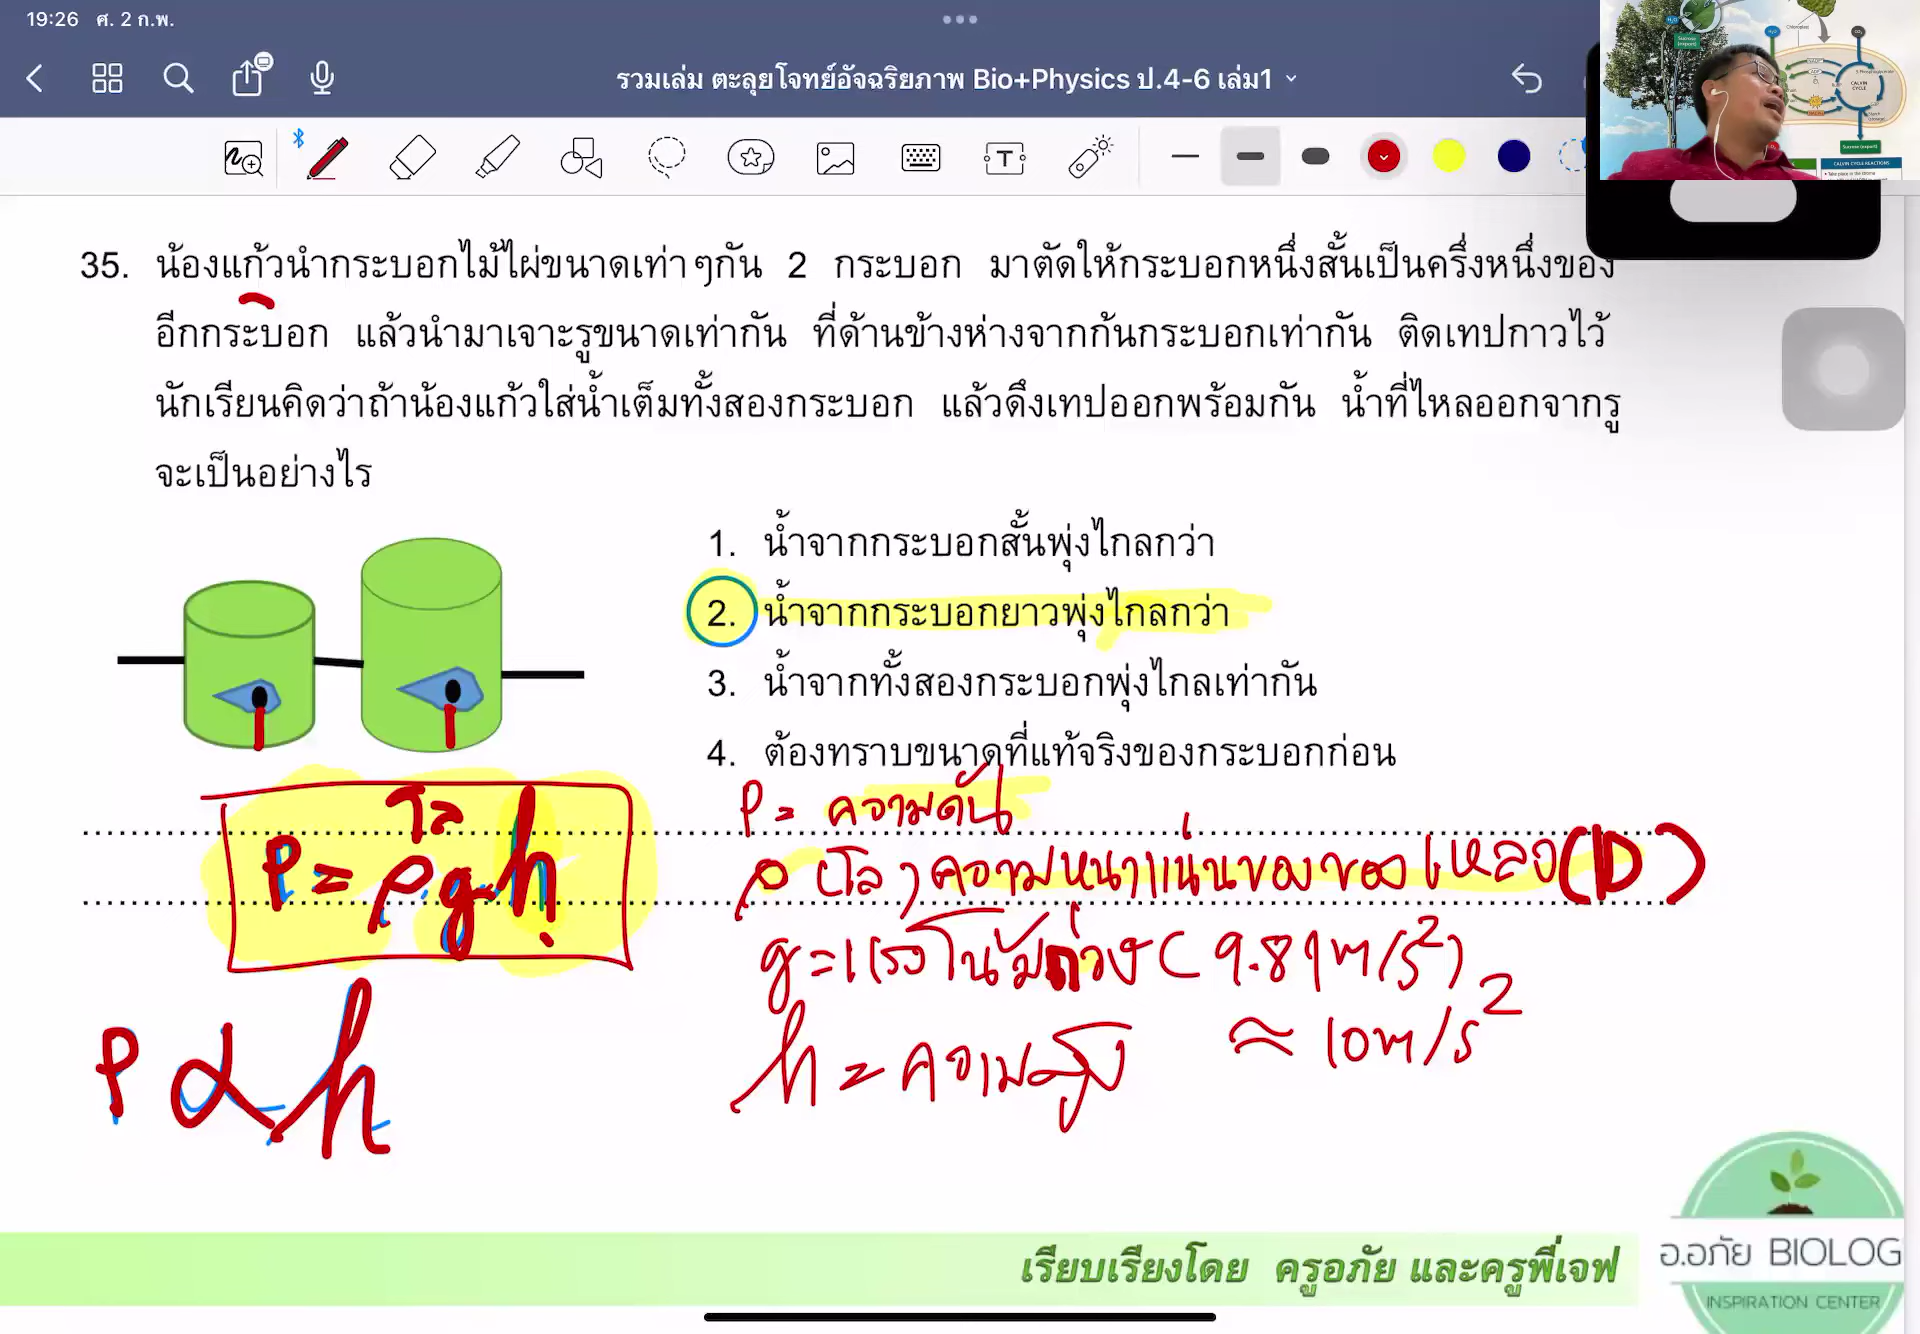 19:26 ศ. 2 ก.พ.
รวมเล่ม ตะลุยโจทย์อัจฉริยภาพ Bio+Physics ป.4-6 เล่ม1
35. น้องแก้วนำกระบอกไม้ไผ่ขนาดเท่าๆกัน 2 กระบอก มาตัดให้กระบอกหนึ่งสั้นเป็นครึ่งหนึ่งของ
อีกกระบอก แล้วนำมาเจาะรูขนาดเท่ากัน ที่ด้านข้างห่างจากก้นกระบอกเท่ากัน ติดเทปกาวไว้
นักเรียนคิดว่าถ้าน้องแก้วใส่น้ำเต็มทั้งสองกระบอก แล้วดึงเทปออกพร้อมกัน น้ำที่ไหลออกจากรู
จะเป็นอย่างไร
1. น้ำจากกระบอกสั้นพุ่งไกลกว่า
2. น้ำจากกระบอกยาวพุ่งไกลกว่า
3. น้ำจากทั้งสองกระบอกพุ่งไกลเท่ากัน
4. ต้องทราบขนาดที่แท้จริงของกระบอกก่อน
โล
P = ρgh
P ∝ h
P = ความดัน
ρ (โล) ความหนาแน่นของของเหลว (D)
g = แรงโน้มถ่วง (9.81 m/s²)
≈ 10 m/s²
h = ความสูง
เรียบเรียงโดย ครูอภัย และครูพี่เจฟ
อ.อภัย BIOLOG
INSPIRATION CENTER
CALVIN CYCLE
Sucrose (export)
CALVIN CYCLE REACTIONS